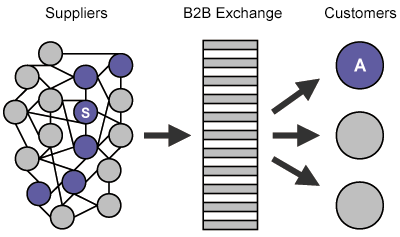 Suppliers
B2B Exchange
Customers
A
S